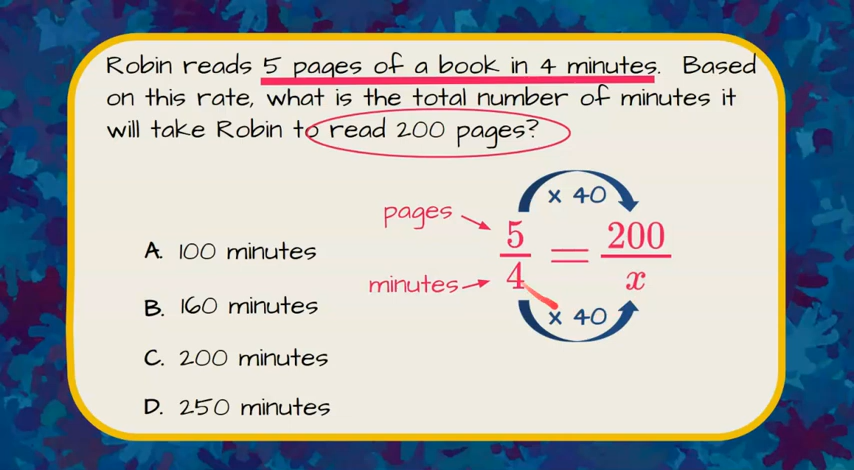 Robin reads 5 pages of a book in 4 minutes. Based
on this rate, what is the total number of minutes it
will take Robin to read 200 pages?
x 40
pages
5/4 = 200/x
minutes
x 40
A. 100 minutes
B. 160 minutes
C. 200 minutes
D. 250 minutes